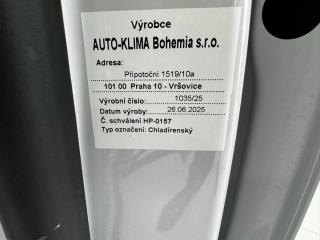 Výrobce
AUTO-KLIMA Bohemia s.r.o.
Adresa:
Přípotoční 1519/10a
101 00 Praha 10 - Vršovice
Výrobní číslo: 1035/25
Datum výroby: 26.06.2025
Č. schválení HP-0157
Typ označení: Chladírenský